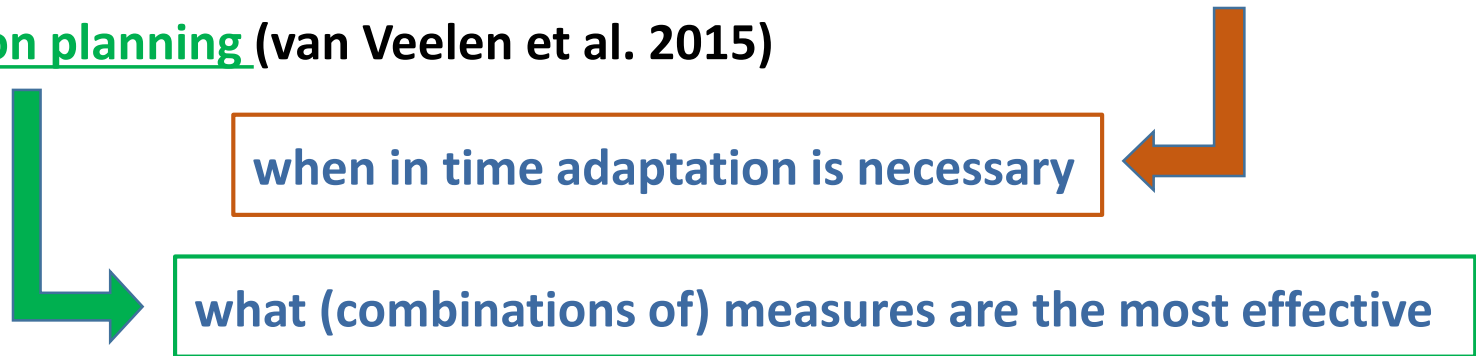 on planning (van Veelen et al. 2015)
when in time adaptation is necessary
what (combinations of) measures are the most effective